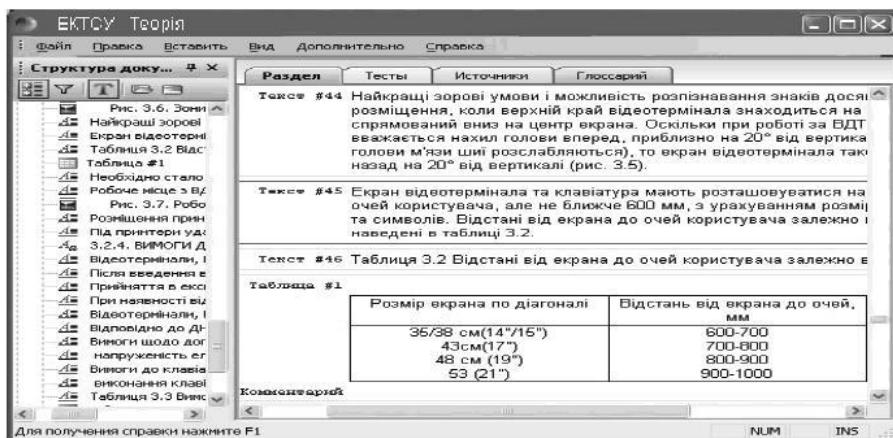 ЕКТСУ Теорія
Файл Правка Вставить Вид Дополнительно Справка
Структура доку...
Рис. 3.6. Зони
Найкращі зорові
Екран відеотерні
Таблиця 3.2 Відс
Таблиця #1
Необхідно стало
Робоче місце з ВД
Рис. 3.7. Робо
Розміщення прин
Під принтери уда
3.2.4. ВИМОГИ Д
Відеотермінали,
Після введення в
Прийняття в експ
При наявності від
Відеотермінали,
Відповідно до ДН
Вимоги щодо доп
напруженість ел
Вимоги до клавіа
виконання клаві
Таблиця 3.3 Вимо
Раздел Тесты Источники Глоссарий
Текст #44 Найкращі зорові умови і можливість розпізнавання знаків досяг
розміщення, коли верхній край відеотермінала знаходиться на
спрямований вниз на центр екрана. Оскільки при роботі за ВДТ
вважається нахил голови вперед, приблизно на 20° від вертика
голови м'язи шиї розслабляються), то екран відеотермінала так
назад на 20° від вертикалі (рис. 3.5).
Текст #45 Екран відеотермінала та клавіатура мають розташовуватися на
очей користувача, але не ближче 600 мм, з урахуванням розмі
та символів. Відстані від екрана до очей користувача залежно
наведені в таблиці 3.2.
Текст #46 Таблиця 3.2 Відстані від екрана до очей користувача залежно в
Таблица #1
Розмір екрана по діагоналі Відстань від екрана до очей,
мм
35/38 см(14"/15") 600-700
43см(17") 700-800
48 см (19") 800-900
53 (21") 900-1000
Комментарий
Для получения справки нажмите F1 NUM INS